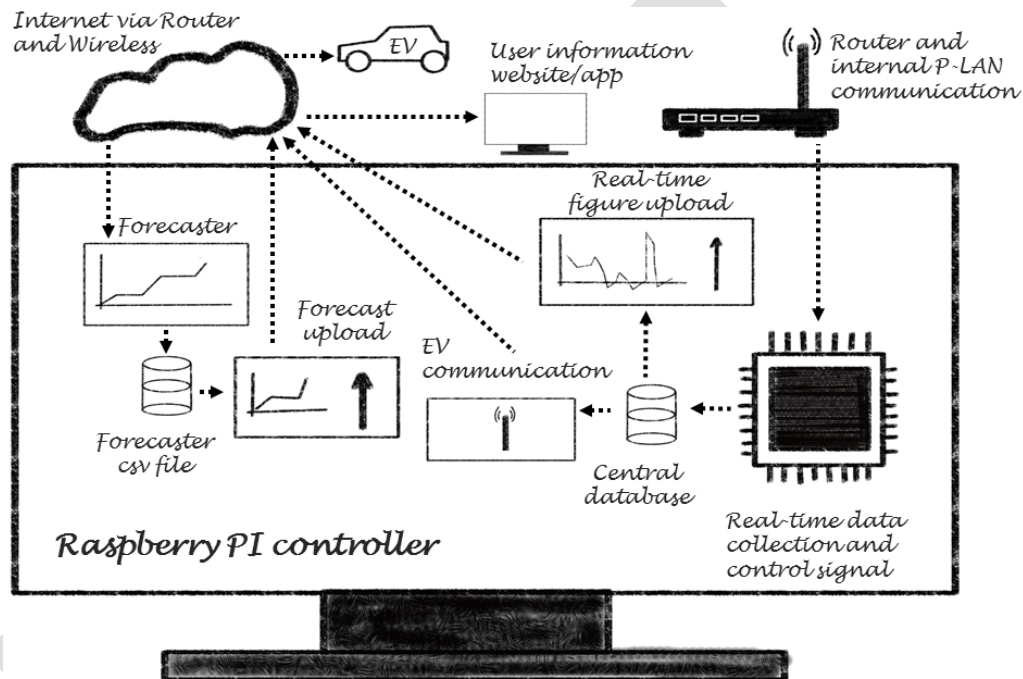 Internet via Router
and Wireless
EV
User information
website/app
Router and
internal P-LAN
communication
Real-time
figure upload
Forecaster
Forecast
upload
EV
communication
Forecaster
csv file
Central
database
Real-time data
collection and
control signal
Raspberry PI controller